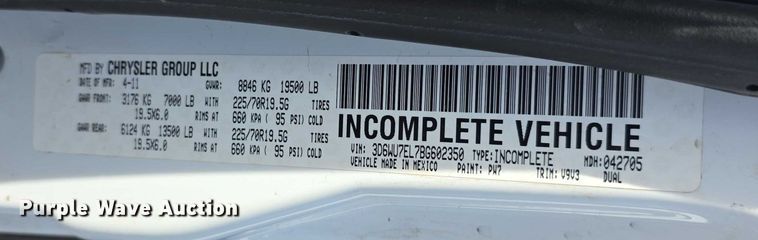 MFD BY CHRYSLER GROUP LLC
DATE OF MFR: 4-11 GVWR: 8846 KG 19500 LB
GAWR FRONT: 3176 KG 7000 LB WITH 225/70R19.5G TIRES
19.5X6.0 RIMS AT 660 KPA ( 95 PSI) COLD
GAWR REAR: 6124 KG 13500 LB WITH 225/70R19.5G TIRES
19.5X6.0 RIMS AT 660 KPA ( 95 PSI) COLD
INCOMPLETE VEHICLE
VIN: 3D6WU7EL7BG602350 TYPE: INCOMPLETE MDH: 042705
VEHICLE MADE IN MEXICO PAINT: PW7 TRIM: V9V3 DUAL
Purple Wave Auction